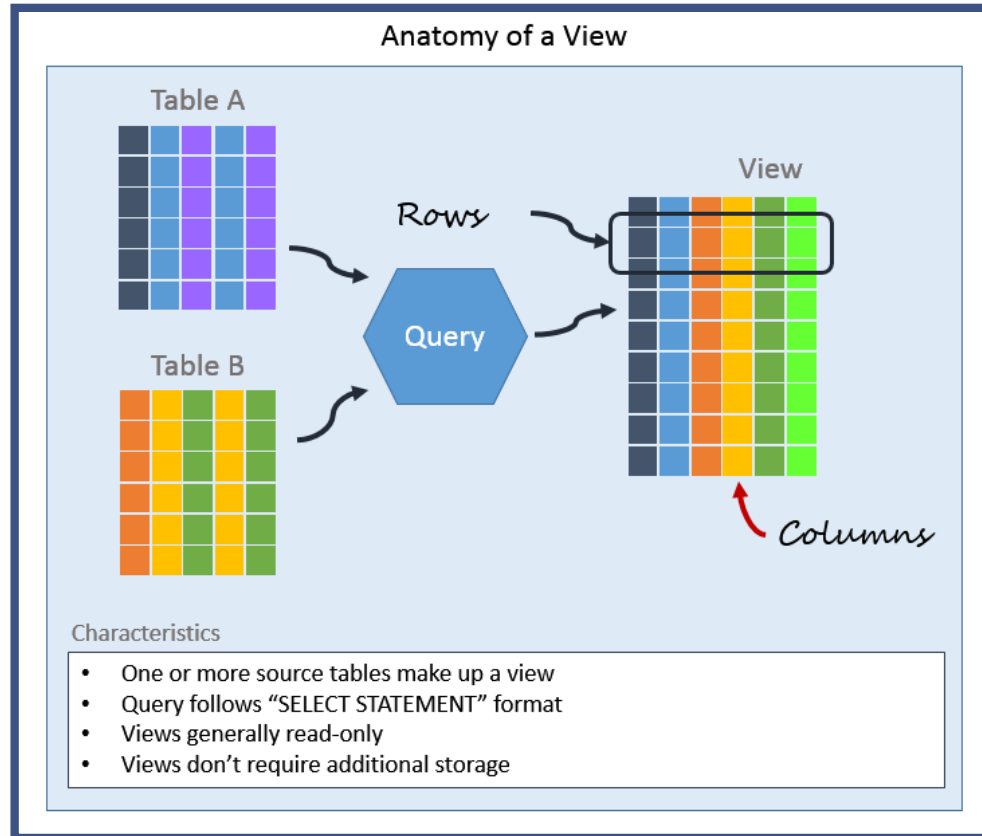 Anatomy of a View
Table A
View
Rows
Query
Table B
Columns
Characteristics
• One or more source tables make up a view
• Query follows “SELECT STATEMENT” format
• Views generally read-only
• Views don’t require additional storage